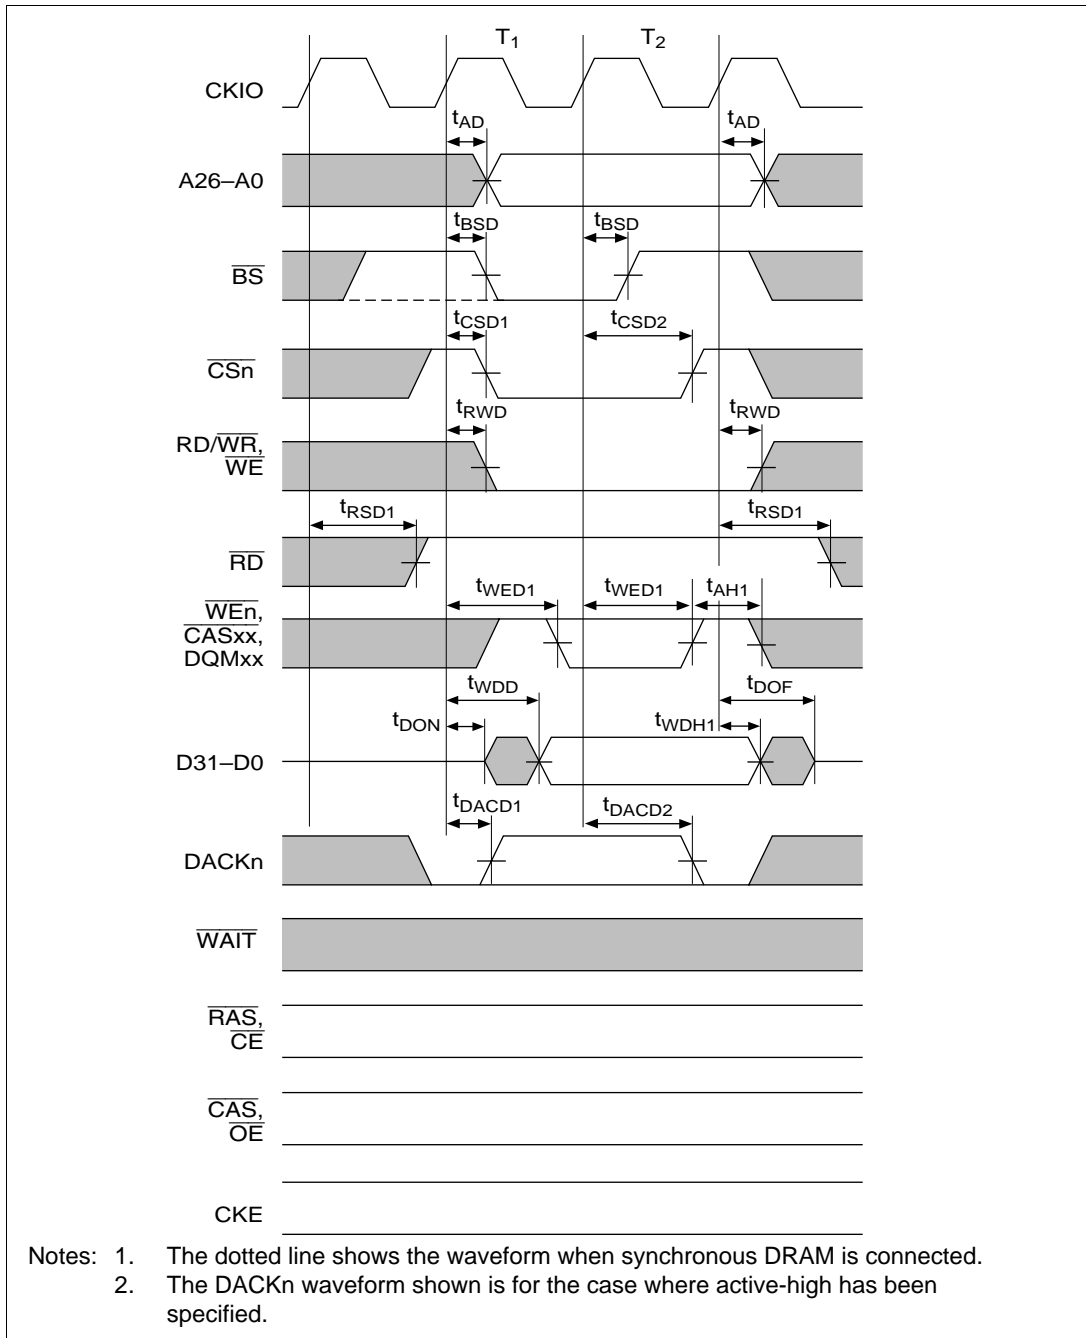 T1 T2
CKIO
tAD tAD
A26–A0
tBSD tBSD
BS
tCSD1 tCSD2
CSn
tRWD tRWD
RD/WR,
WE
tRSD1 tRSD1
RD
tWED1 tWED1 tAH1
WEn,
CASxx,
DQMxx
tWDD tDOF
tDON tWDH1
D31–D0
tDACD1 tDACD2
DACKn
WAIT
RAS,
CE
CAS,
OE
CKE
Notes: 1. The dotted line shows the waveform when synchronous DRAM is connected.
2. The DACKn waveform shown is for the case where active-high has been
specified.